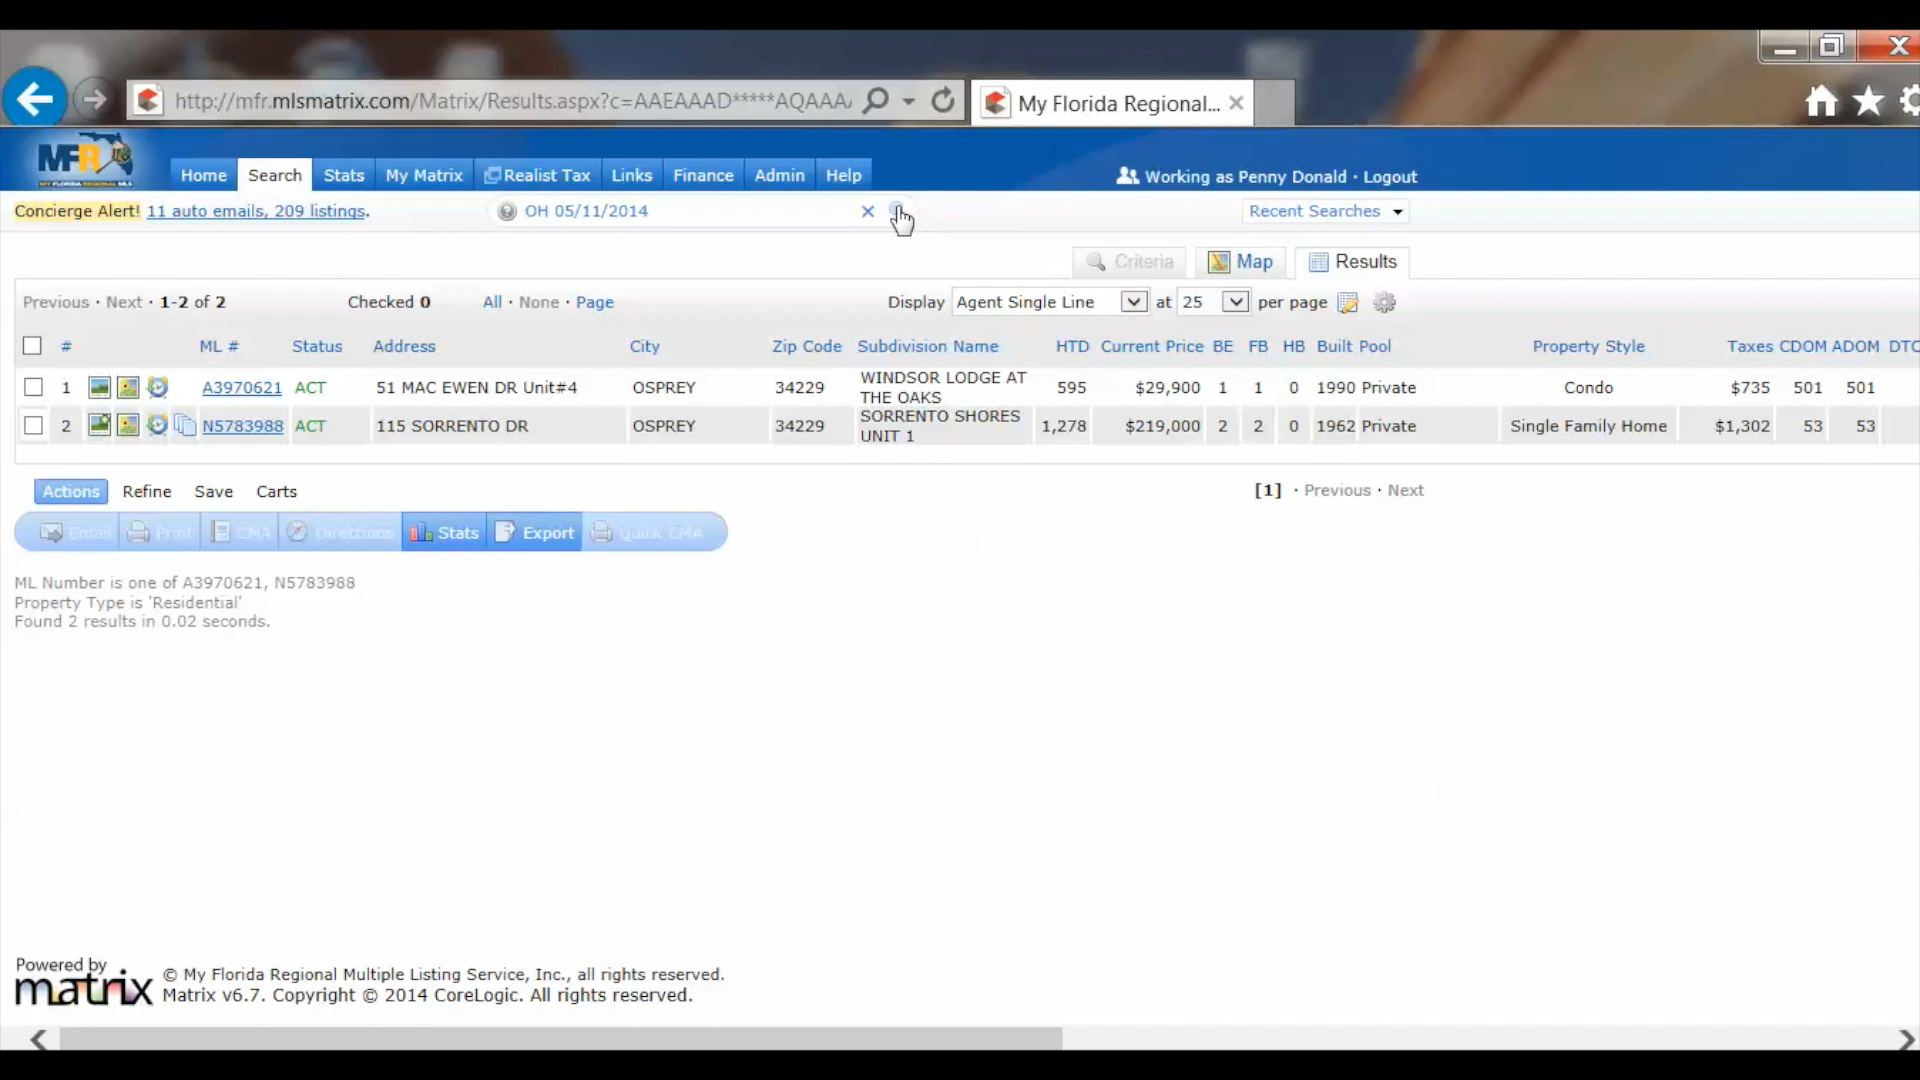 http://mfr.mlsmatrix.com/Matrix/Results.aspx?c=AAEAAAD*****AQAAA
My Florida Regional...
MFR
Home Search Stats My Matrix Realist Tax Links Finance Admin Help
Working as Penny Donald · Logout
Concierge Alert! 11 auto emails, 209 listings.
OH 05/11/2014
Recent Searches
Criteria Map Results
Previous · Next · 1-2 of 2 Checked 0 All · None · Page Display Agent Single Line at 25 per page
# ML # Status Address City Zip Code Subdivision Name HTD Current Price BE FB HB Built Pool Property Style Taxes CDOM ADOM DTC
1 A3970621 ACT 51 MAC EWEN DR Unit#4 OSPREY 34229 WINDSOR LODGE AT THE OAKS 595 $29,900 1 1 0 1990 Private Condo $735 501 501
2 N5783988 ACT 115 SORRENTO DR OSPREY 34229 SORRENTO SHORES UNIT 1 1,278 $219,000 2 2 0 1962 Private Single Family Home $1,302 53 53
Actions Refine Save Carts
[1] · Previous · Next
Email Print CMA Directions Stats Export Quick CMA
ML Number is one of A3970621, N5783988
Property Type is 'Residential'
Found 2 results in 0.02 seconds.
Powered by
matrix
© My Florida Regional Multiple Listing Service, Inc., all rights reserved.
Matrix v6.7. Copyright © 2014 CoreLogic. All rights reserved.